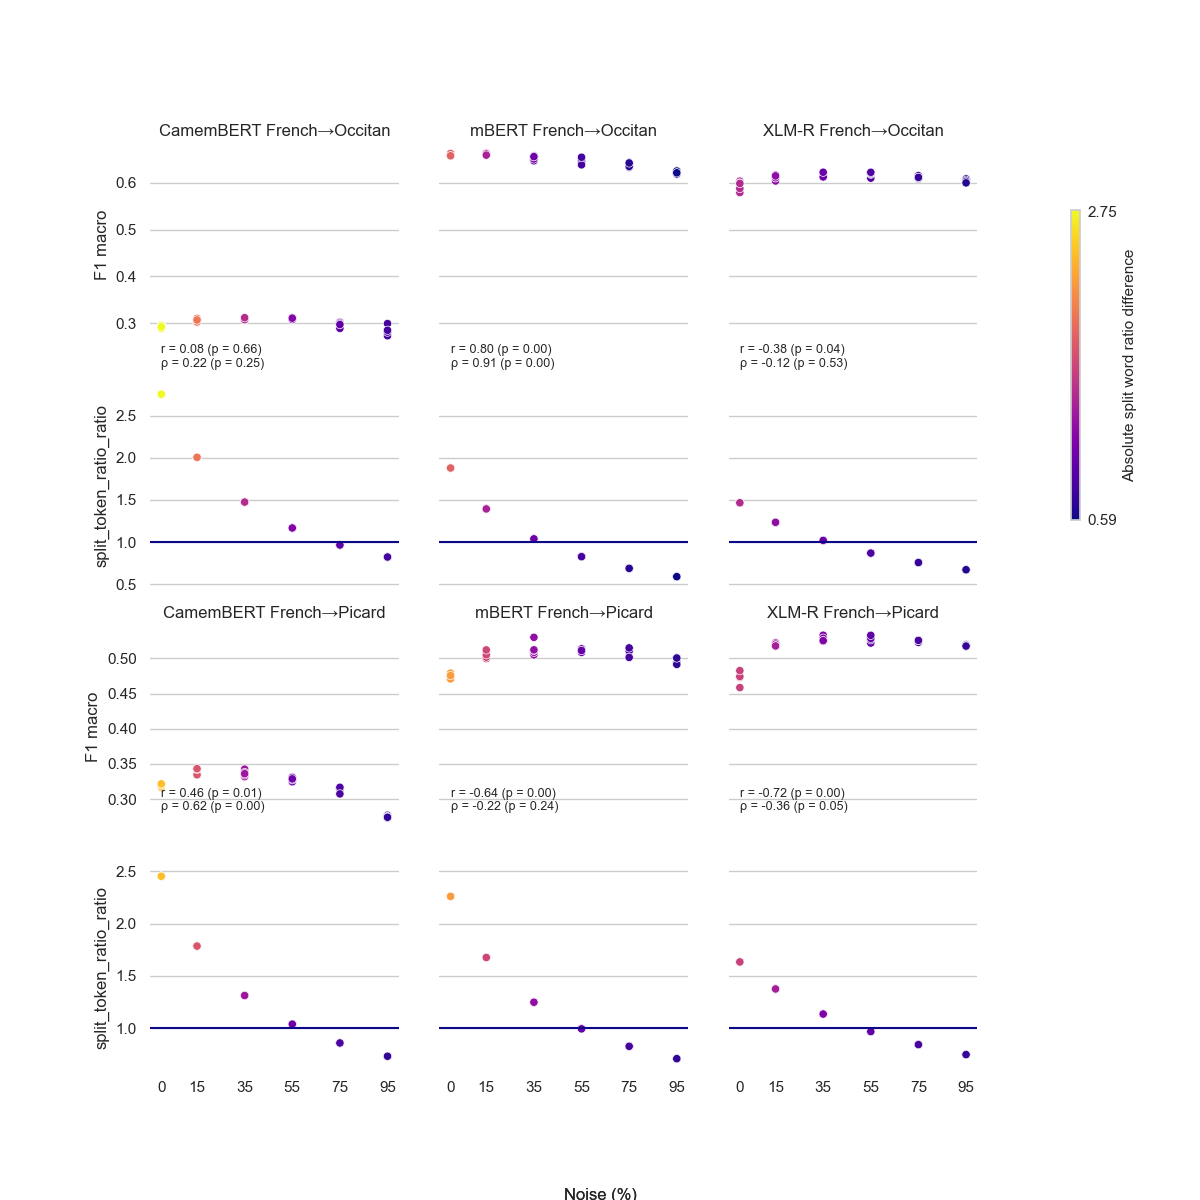 CamemBERT French→Occitan
mBERT French→Occitan
XLM-R French→Occitan
F1 macro
0.6
0.5
0.4
0.3
r = 0.08 (p = 0.66)
ρ = 0.22 (p = 0.25)
r = 0.80 (p = 0.00)
ρ = 0.91 (p = 0.00)
r = -0.38 (p = 0.04)
ρ = -0.12 (p = 0.53)
2.75
Absolute split word ratio difference
0.59
split_token_ratio_ratio
2.5
2.0
1.5
1.0
0.5
CamemBERT French→Picard
mBERT French→Picard
XLM-R French→Picard
F1 macro
0.50
0.45
0.40
0.35
0.30
r = 0.46 (p = 0.01)
ρ = 0.62 (p = 0.00)
r = -0.64 (p = 0.00)
ρ = -0.22 (p = 0.24)
r = -0.72 (p = 0.00)
ρ = -0.36 (p = 0.05)
split_token_ratio_ratio
2.5
2.0
1.5
1.0
0 15 35 55 75 95
0 15 35 55 75 95
0 15 35 55 75 95
Noise (%)